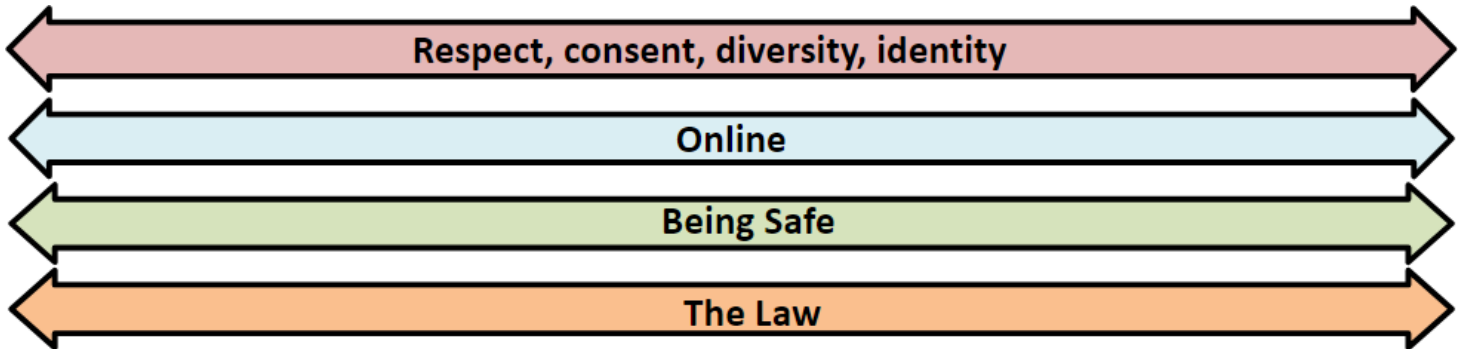 Respect, consent, diversity, identity
Online
Being Safe
The Law